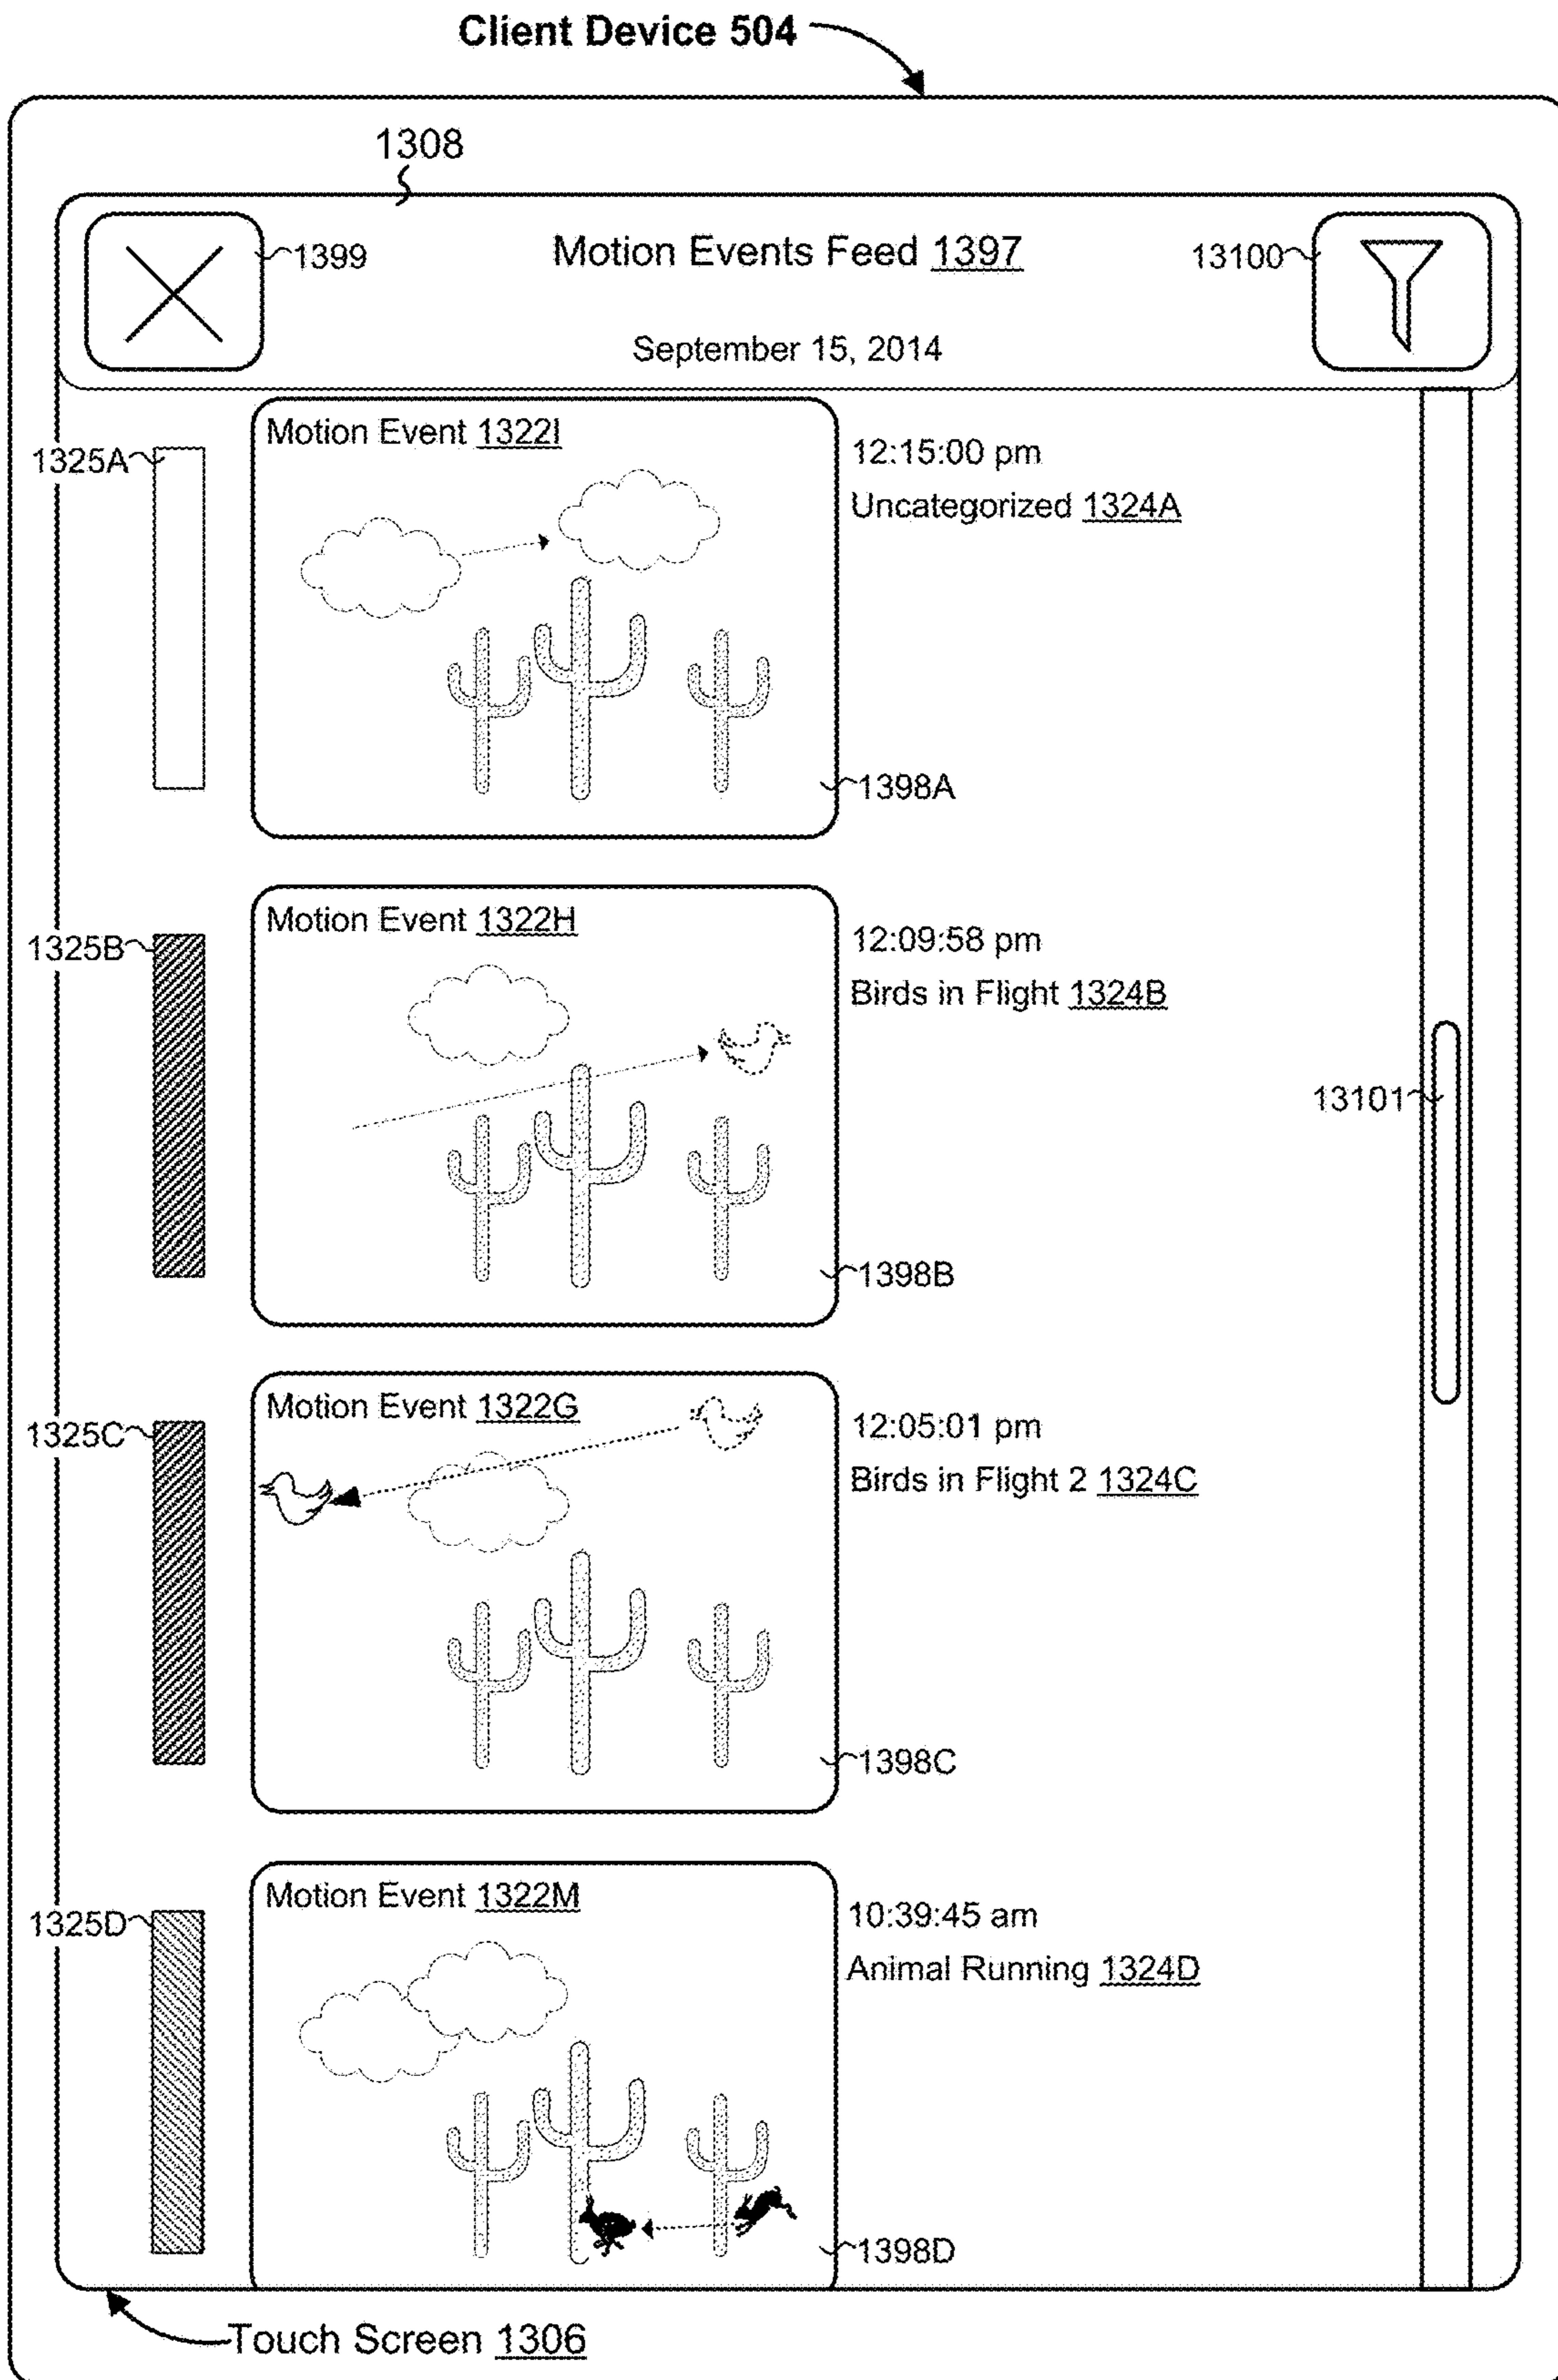 Client Device 504
1308
1399
Motion Events Feed 1397
13100
September 15, 2014
Motion Event 1322I
1325A
12:15:00 pm
Uncategorized 1324A
1398A
Motion Event 1322H
1325B
12:09:58 pm
Birds in Flight 1324B
13101
1398B
Motion Event 1322G
1325C
12:05:01 pm
Birds in Flight 2 1324C
1398C
Motion Event 1322M
1325D
10:39:45 am
Animal Running 1324D
1398D
Touch Screen 1306